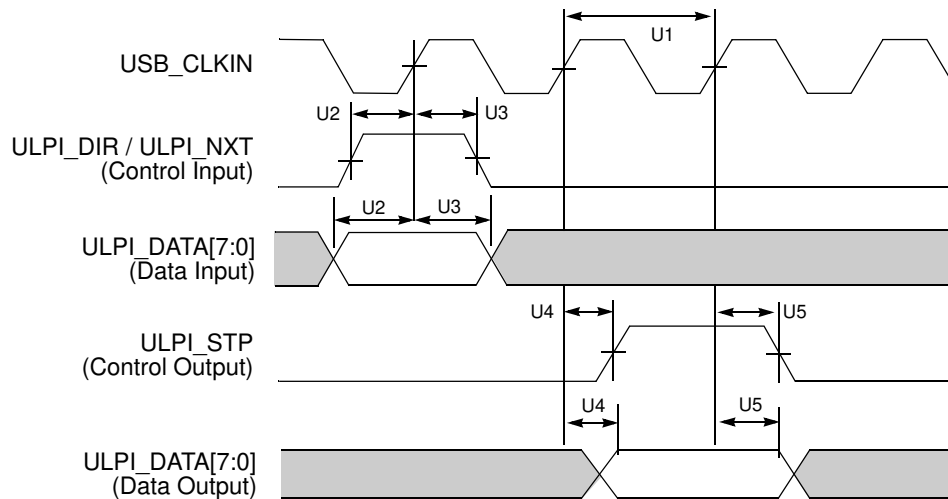 U1
USB_CLKIN
U2
U3
ULPI_DIR / ULPI_NXT
(Control Input)
U2
U3
ULPI_DATA[7:0]
(Data Input)
U4
U5
ULPI_STP
(Control Output)
U4
U5
ULPI_DATA[7:0]
(Data Output)